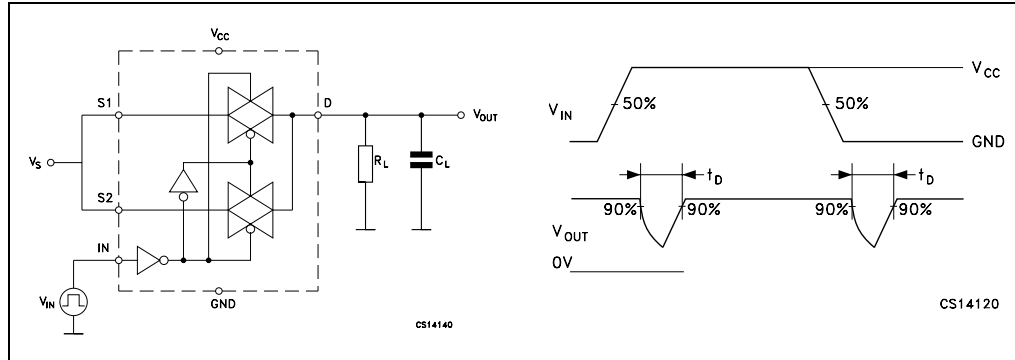 VCC
S1
D
VOUT
VS
RL
CL
S2
IN
VIN
GND
CS14140
VCC
50%
50%
VIN
GND
tD
tD
90%
90%
90%
90%
VOUT
0V
CS14120